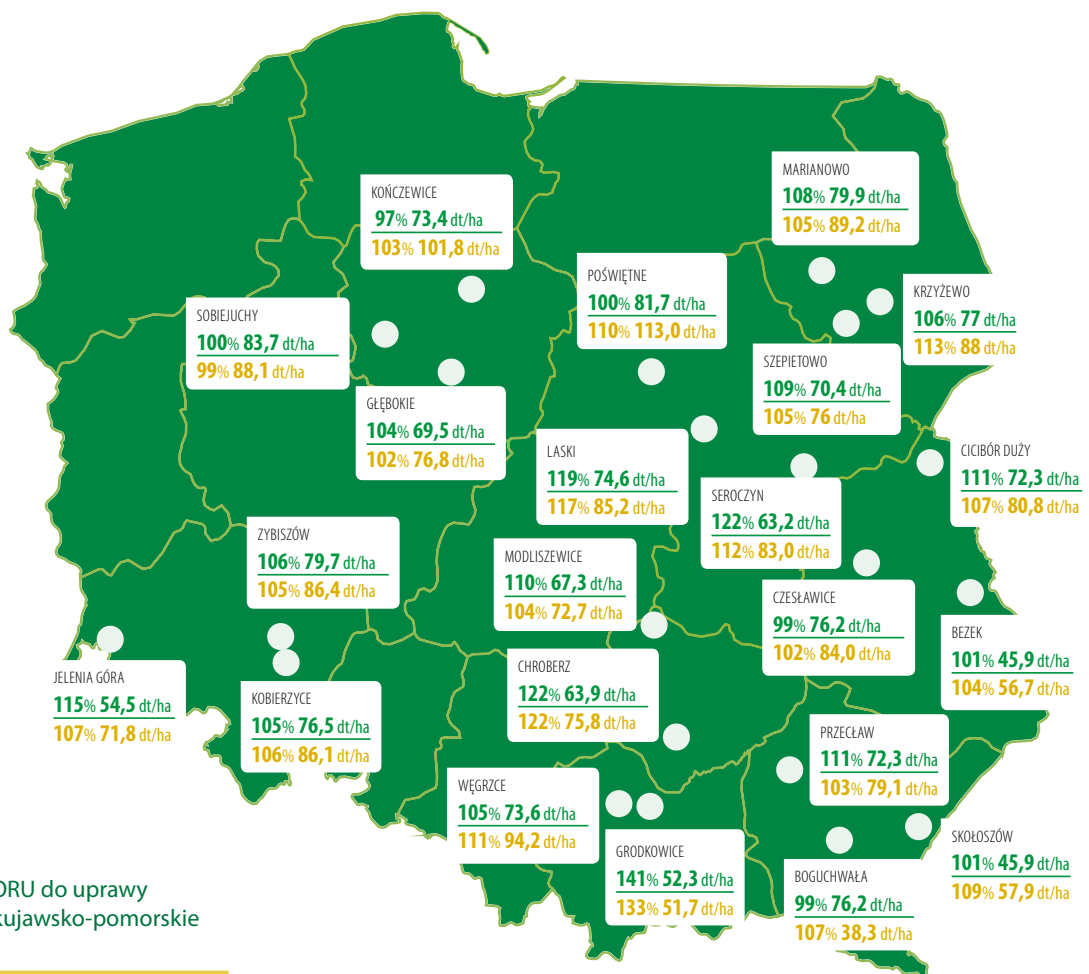 MARIANOWO
108% 79,9 dt/ha
105% 89,2 dt/ha
KOŃCZEWICE
97% 73,4 dt/ha
103% 101,8 dt/ha
POŚWIĘTNE
100% 81,7 dt/ha
110% 113,0 dt/ha
KRZYŻEWO
106% 77 dt/ha
113% 88 dt/ha
SOBIEJUCHY
100% 83,7 dt/ha
99% 88,1 dt/ha
SZEPIETOWO
109% 70,4 dt/ha
105% 76 dt/ha
GŁĘBOKIE
104% 69,5 dt/ha
102% 76,8 dt/ha
LASKI
119% 74,6 dt/ha
117% 85,2 dt/ha
CICIBÓR DUŻY
111% 72,3 dt/ha
107% 80,8 dt/ha
SEROCZYN
122% 63,2 dt/ha
112% 83,0 dt/ha
ZYBISZÓW
106% 79,7 dt/ha
105% 86,4 dt/ha
MODLISZEWICE
110% 67,3 dt/ha
104% 72,7 dt/ha
CZESŁAWICE
99% 76,2 dt/ha
102% 84,0 dt/ha
BEZEK
101% 45,9 dt/ha
104% 56,7 dt/ha
JELENIA GÓRA
115% 54,5 dt/ha
107% 71,8 dt/ha
KOBIERZYCE
105% 76,5 dt/ha
106% 86,1 dt/ha
CHROBERZ
122% 63,9 dt/ha
122% 75,8 dt/ha
PRZECŁAW
111% 72,3 dt/ha
103% 79,1 dt/ha
WĘGRZCE
105% 73,6 dt/ha
111% 94,2 dt/ha
GRODKOWICE
141% 52,3 dt/ha
133% 51,7 dt/ha
BOGUCHWAŁA
99% 76,2 dt/ha
107% 38,3 dt/ha
SKOŁOSZÓW
101% 45,9 dt/ha
109% 57,9 dt/ha
ORU do uprawy
kujawsko-pomorskie